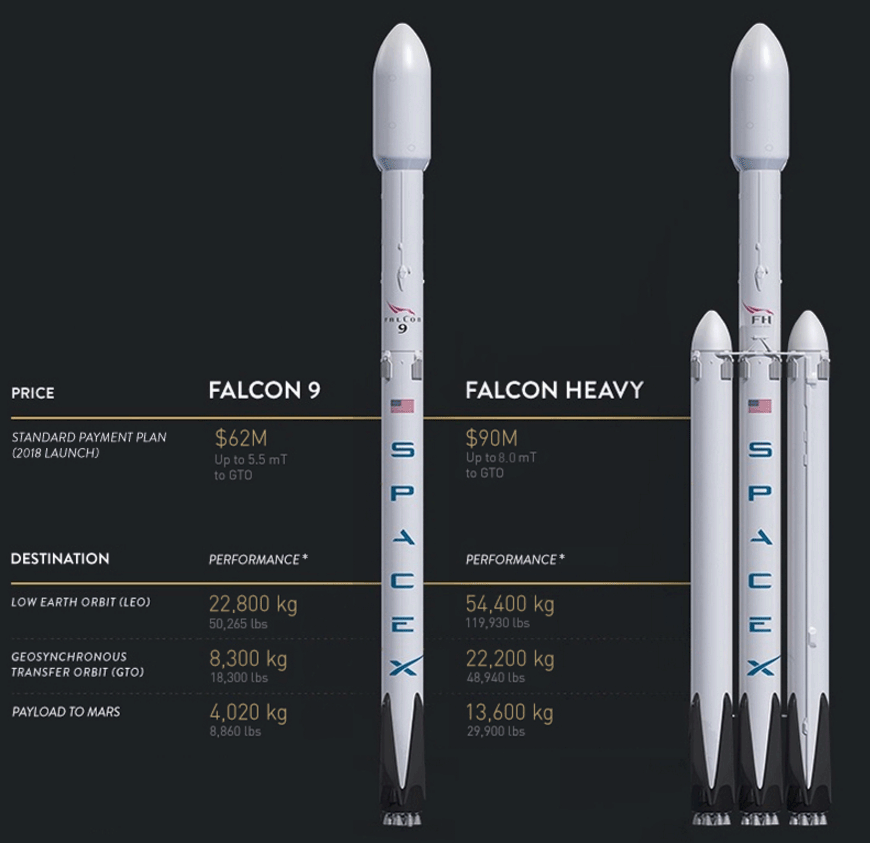 PRICE
FALCON 9
FALCON HEAVY
STANDARD PAYMENT PLAN
(2018 LAUNCH)
$62M
Up to 5.5 mT
to GTO
$90M
Up to 8.0 mT
to GTO
DESTINATION
PERFORMANCE*
PERFORMANCE*
LOW EARTH ORBIT (LEO)
22,800 kg
50,265 lbs
54,400 kg
119,930 lbs
GEOSYNCHRONOUS
TRANSFER ORBIT (GTO)
8,300 kg
18,300 lbs
22,200 kg
48,940 lbs
PAYLOAD TO MARS
4,020 kg
8,860 lbs
13,600 kg
29,900 lbs
FALCON
9
SPACEX
FH
SPACEX